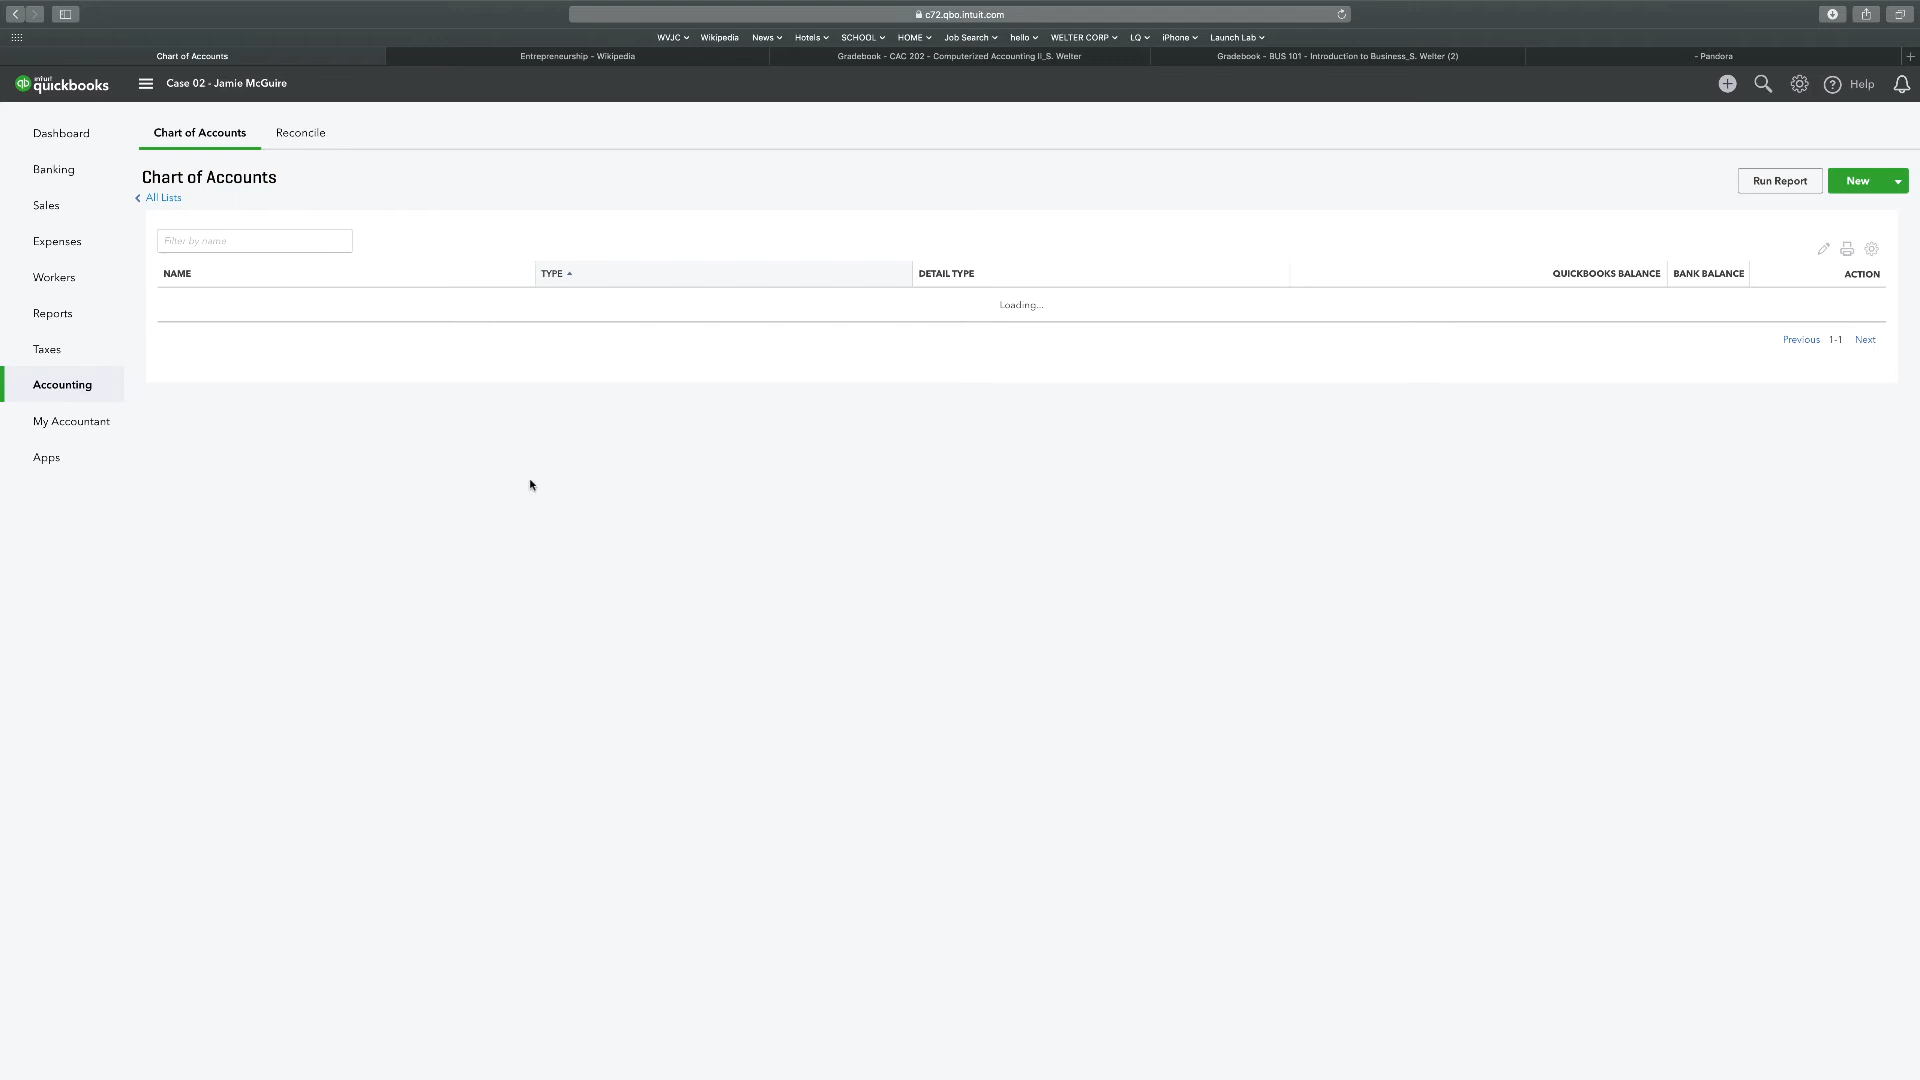 c72.qbo.intuit.com
WVJC Wikipedia News Hotels SCHOOL HOME Job Search hello WELTER CORP LQ iPhone Launch Lab
Chart of Accounts Entrepreneurship - Wikipedia Gradebook - CAC 202 - Computerized Accounting II_S. Welter Gradebook - BUS 101 - Introduction to Business_S. Welter (2) - Pandora
qb intuit quickbooks Case 02 - Jamie McGuire Help
Dashboard
Banking
Sales
Expenses
Workers
Reports
Taxes
Accounting
My Accountant
Apps
Chart of Accounts Reconcile
Chart of Accounts
All Lists
Run Report New
Filter by name
NAME TYPE DETAIL TYPE QUICKBOOKS BALANCE BANK BALANCE ACTION
Loading...
Previous 1-1 Next